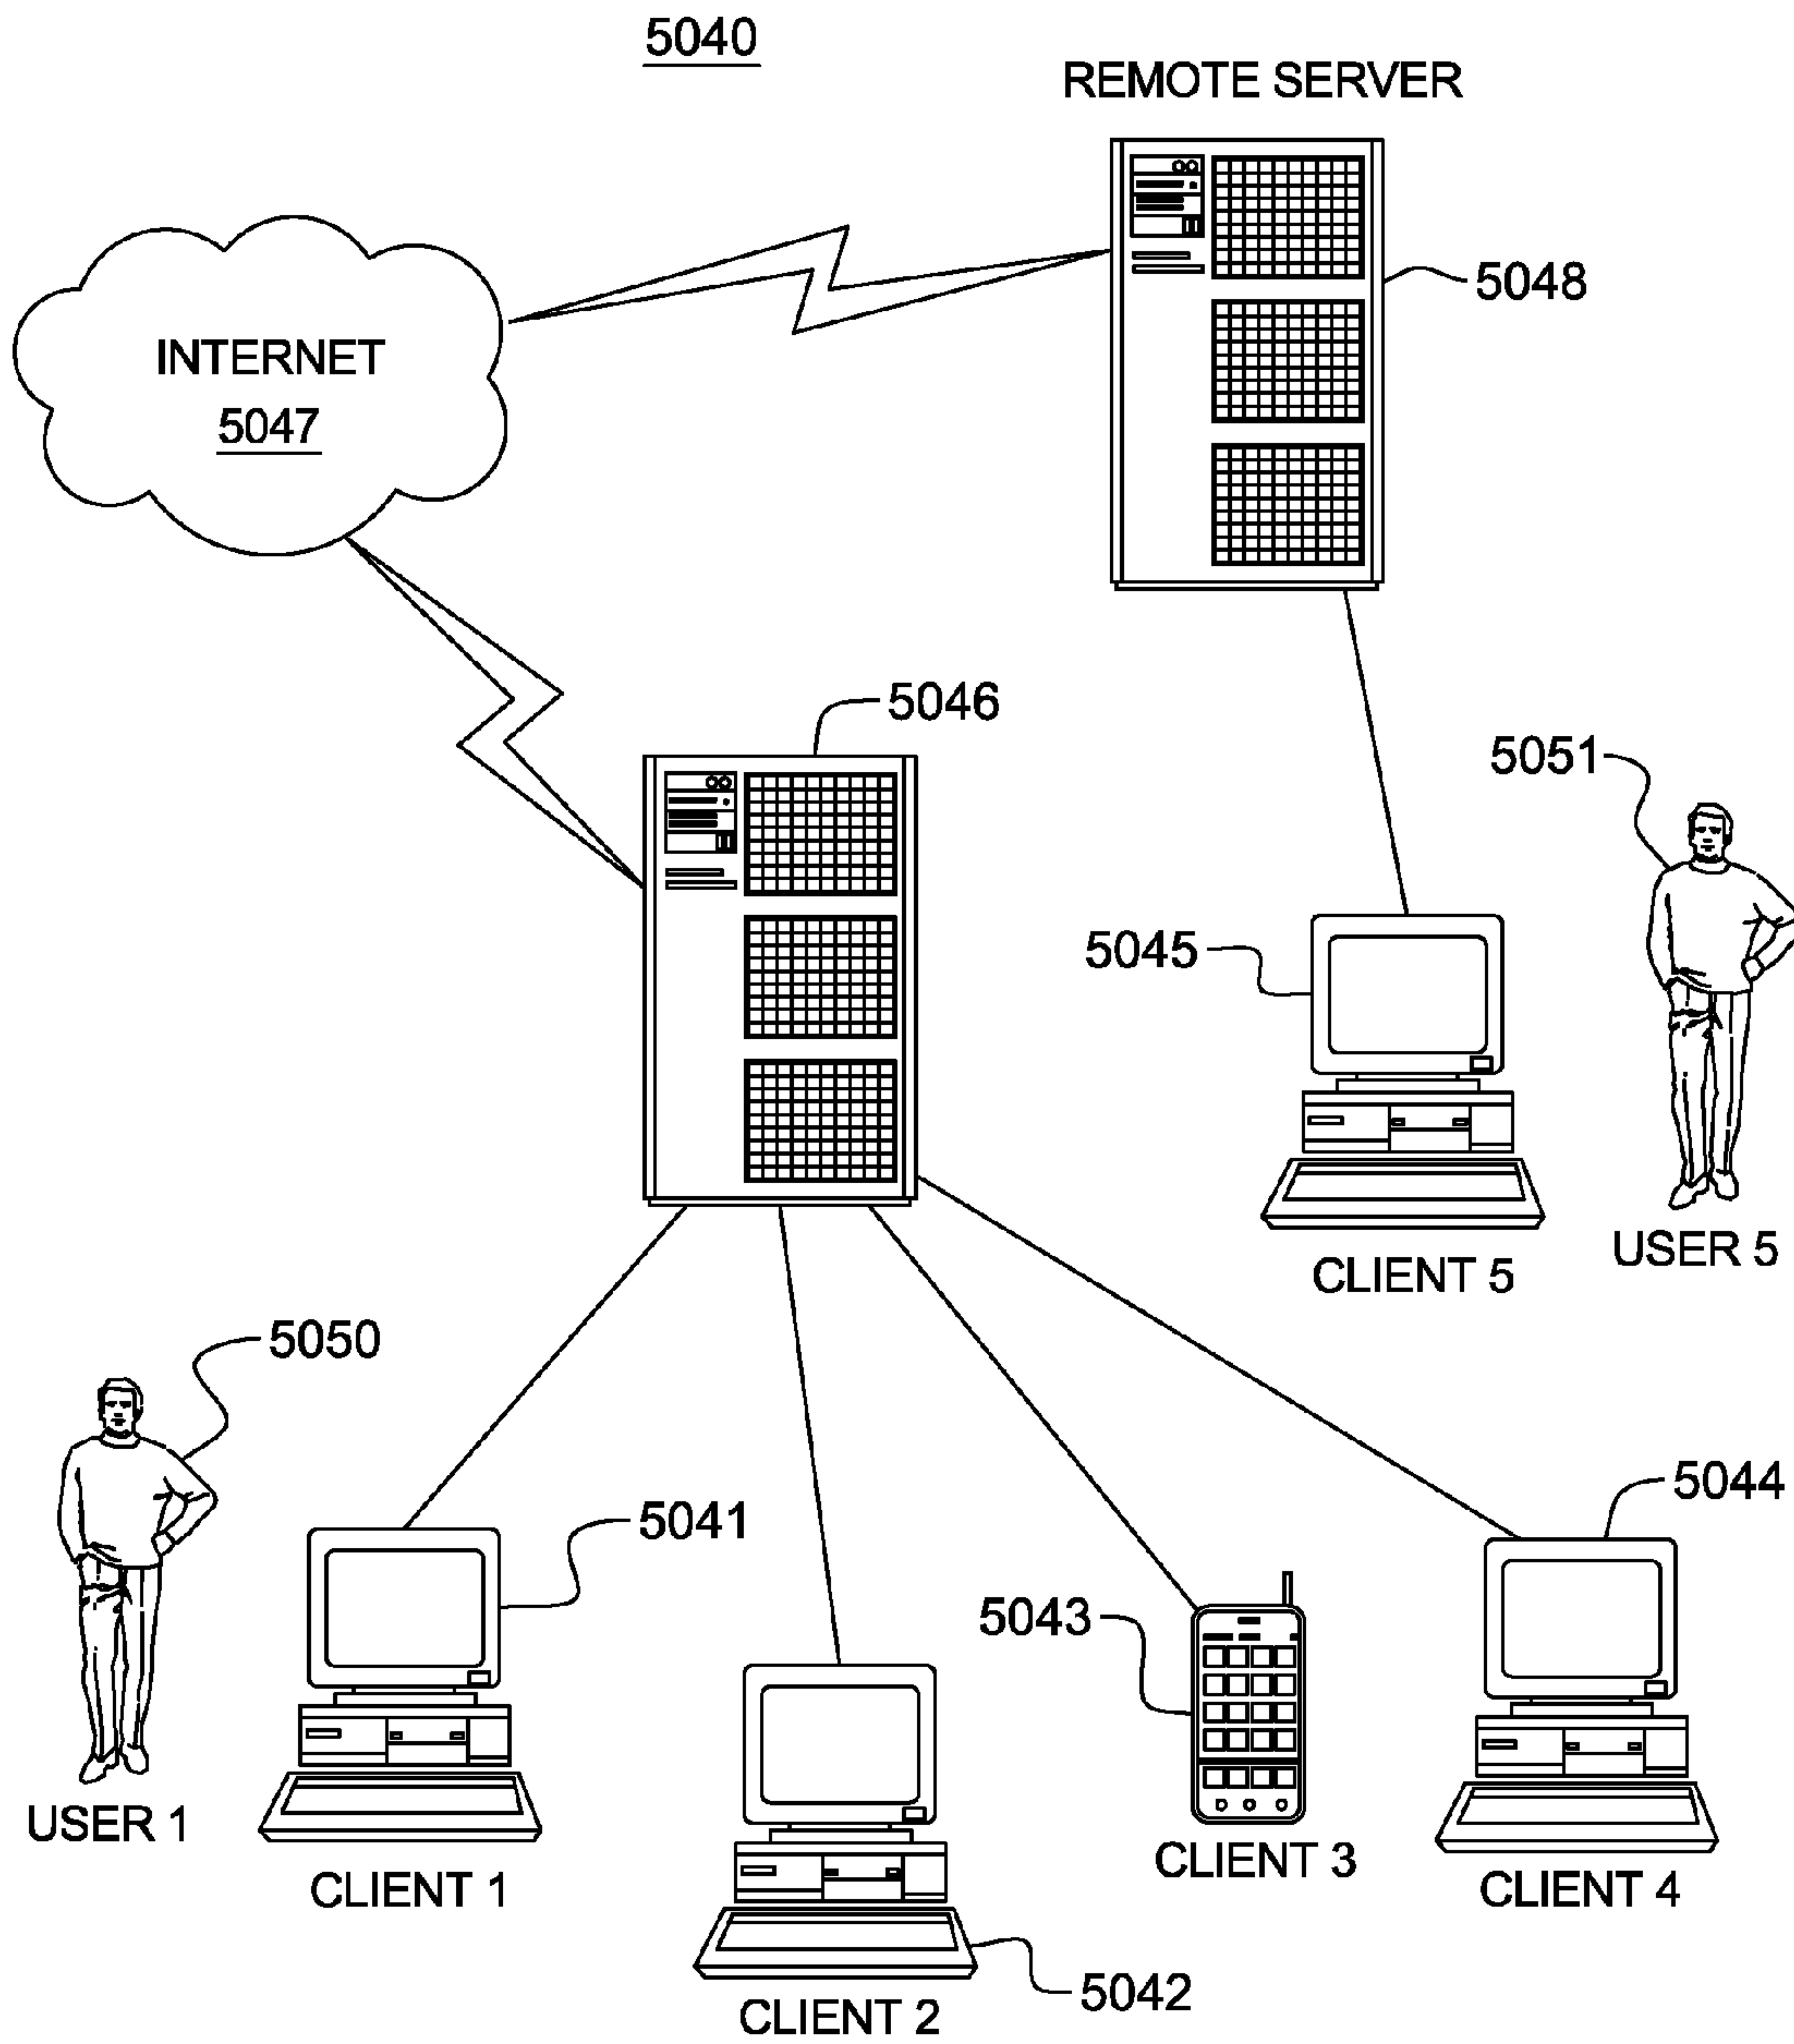 5040
REMOTE SERVER
5048
INTERNET
5047
5046
5051
5045
USER 5
CLIENT 5
5050
5044
5041
5043
USER 1
CLIENT 3
CLIENT 1
CLIENT 4
5042
CLIENT 2